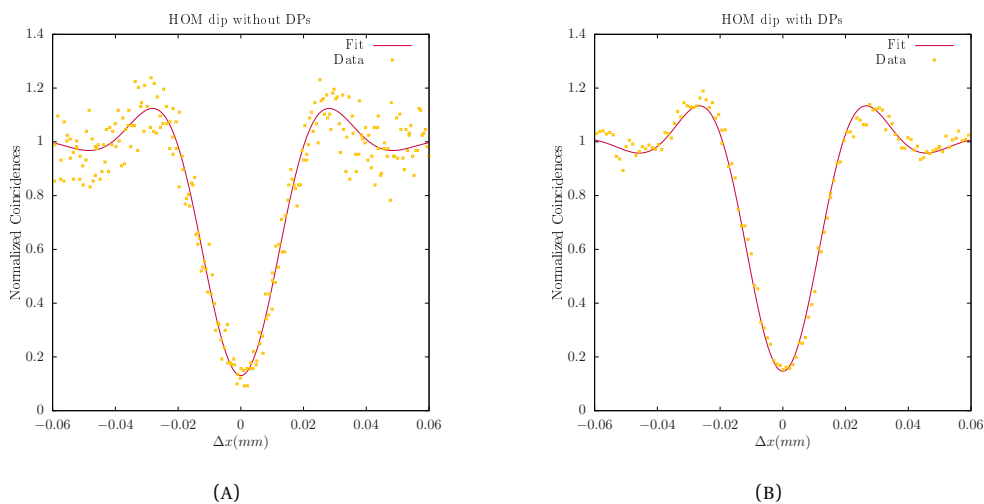 HOM dip without DPs
Fit
Data
1.4
1.2
1
0.8
0.6
0.4
0.2
0
Normalized Coincidences
−0.06 −0.04 −0.02 0 0.02 0.04 0.06
Δx(mm)
(A)
HOM dip with DPs
Fit
Data
1.4
1.2
1
0.8
0.6
0.4
0.2
0
Normalized Coincidences
−0.06 −0.04 −0.02 0 0.02 0.04 0.06
Δx(mm)
(B)